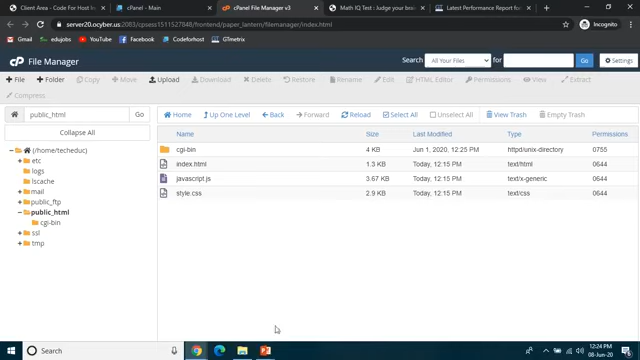 Client Area - Code For Host In
cPanel - Main
cPanel File Manager v3
Math IQ Test : Judge your basi
Latest Performance Report for
server20.ocyber.us:2083/cpsess1511527848/frontend/paper_lantern/filemanager/index.html
Incognito
Gmail
edujobs
YouTube
Facebook
Codeforhost
GTmetrix
cP File Manager
Search
All Your Files
for
Go
Settings
File
Folder
Copy
Move
Upload
Download
Delete
Restore
Rename
Edit
HTML Editor
Permissions
View
Extract
Compress
public_html
Go
Home
Up One Level
Back
Forward
Reload
Select All
Unselect All
View Trash
Empty Trash
Collapse All
Name Size Last Modified Type Permissions
cgi-bin 4 KB Jun 1, 2020, 12:25 PM httpd/unix-directory 0755
index.html 1.3 KB Today, 12:15 PM text/html 0644
javascript.js 3.67 KB Today, 12:15 PM text/x-generic 0644
style.css 2.9 KB Today, 12:15 PM text/css 0644
(/home/techeduc)
etc
logs
lscache
mail
public_ftp
public_html
cgi-bin
ssl
tmp
Search
12:24 PM
08-Jun-20